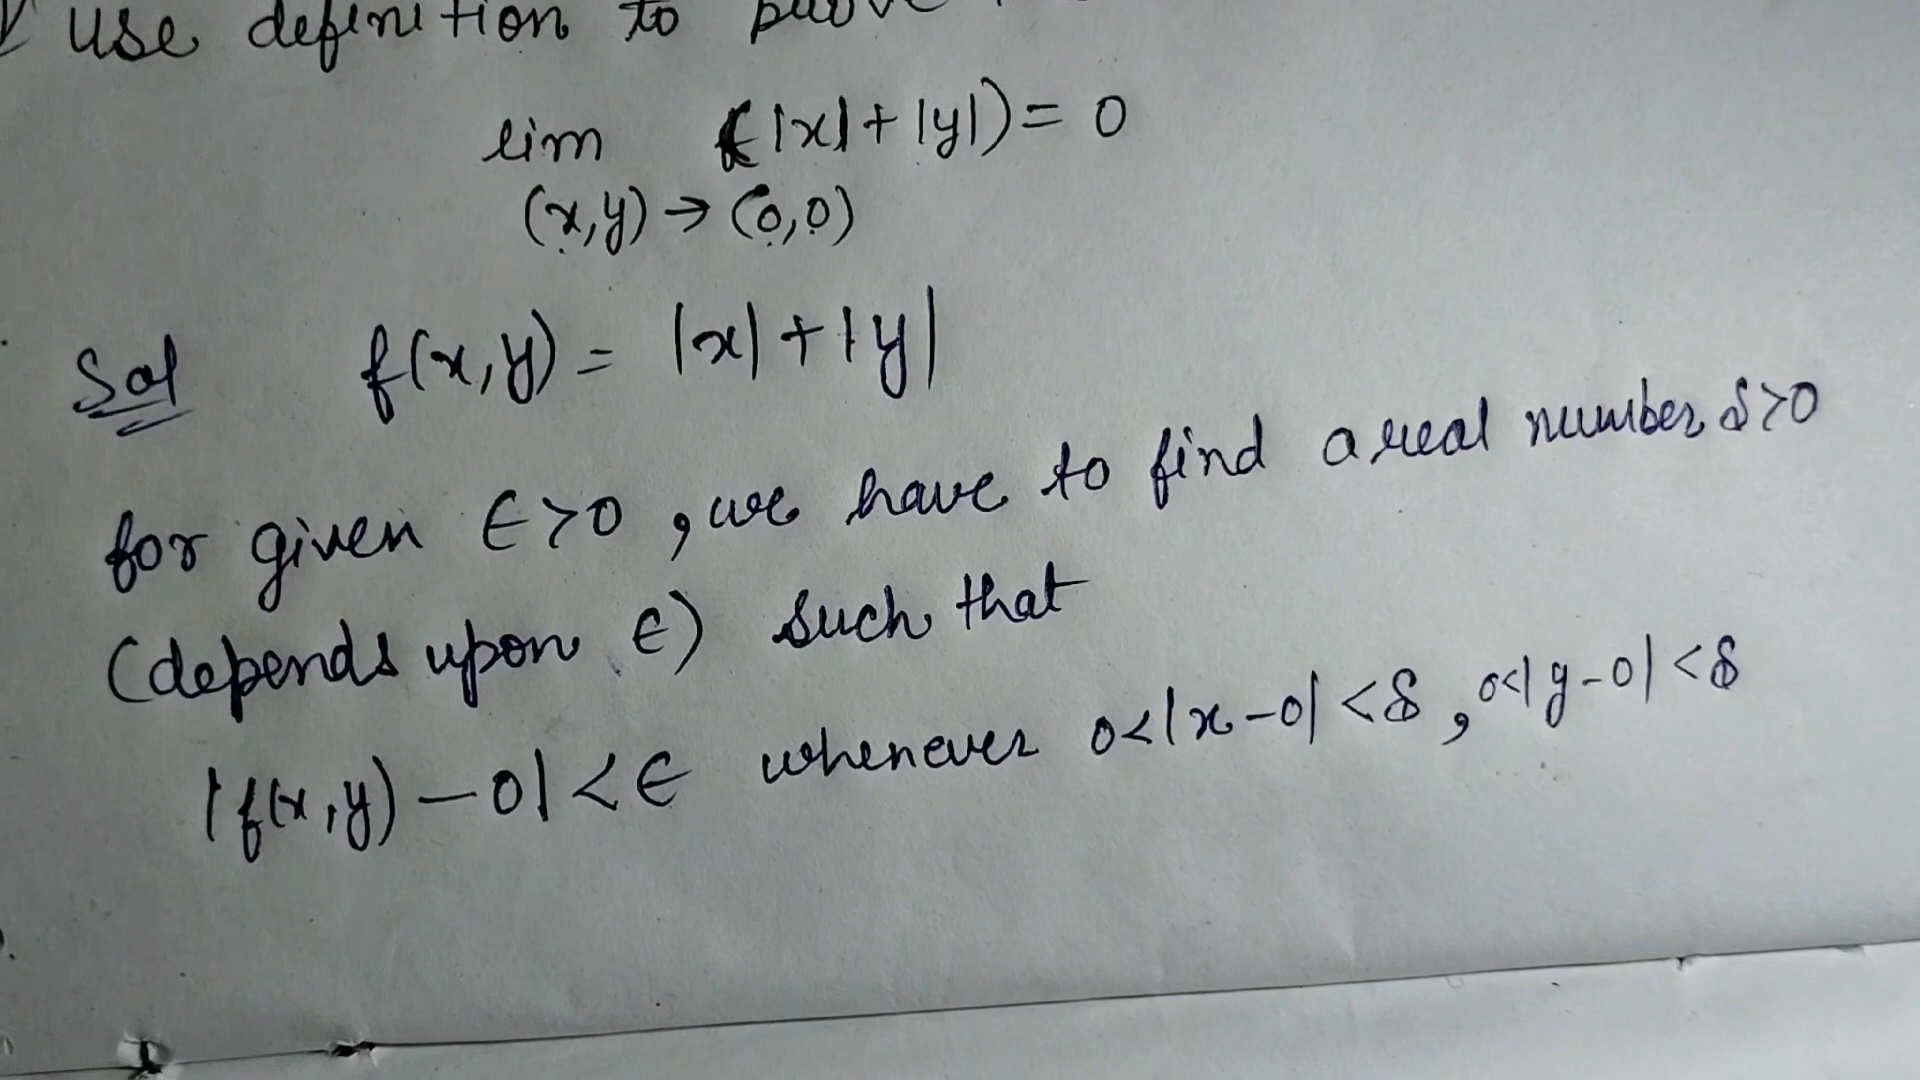 Use definition to
lim (|x|+|y|) = 0
(x,y) → (0,0)
Sol f(x,y) = |x|+|y|
for given ϵ>0, we have to find a real number δ>0
(depends upon ϵ) such that
|f(x,y) - 0| < ϵ whenever 0<|x-0|<δ, 0<|y-0|<δ